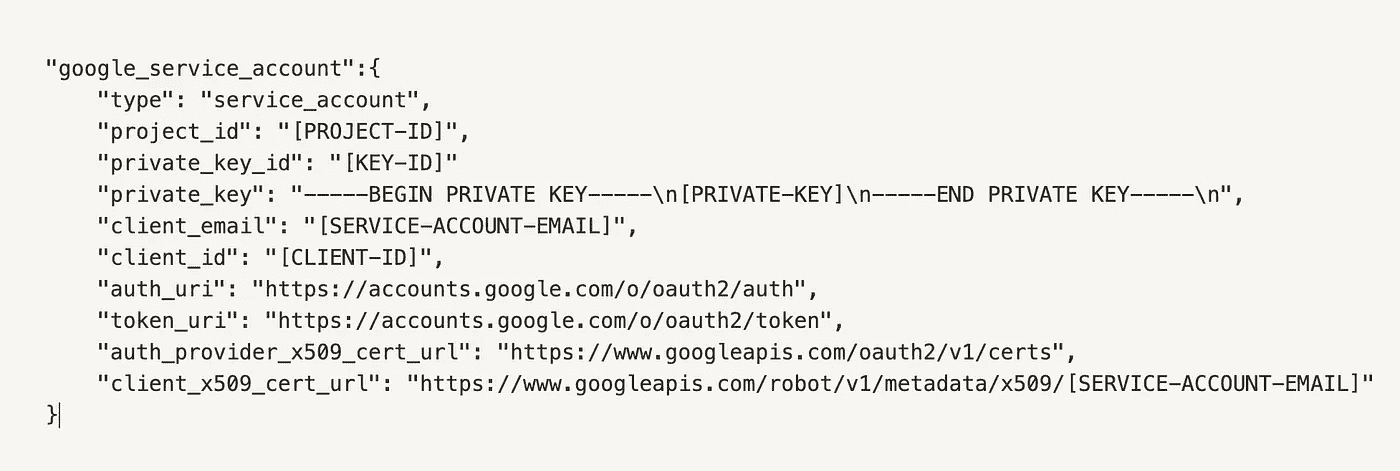 "google_service_account":{
    "type": "service_account",
    "project_id": "[PROJECT-ID]",
    "private_key_id": "[KEY-ID]"
    "private_key": "-----BEGIN PRIVATE KEY-----\n[PRIVATE-KEY]\n-----END PRIVATE KEY-----\n",
    "client_email": "[SERVICE-ACCOUNT-EMAIL]",
    "client_id": "[CLIENT-ID]",
    "auth_uri": "https://accounts.google.com/o/oauth2/auth",
    "token_uri": "https://accounts.google.com/o/oauth2/token",
    "auth_provider_x509_cert_url": "https://www.googleapis.com/oauth2/v1/certs",
    "client_x509_cert_url": "https://www.googleapis.com/robot/v1/metadata/x509/[SERVICE-ACCOUNT-EMAIL]"
}